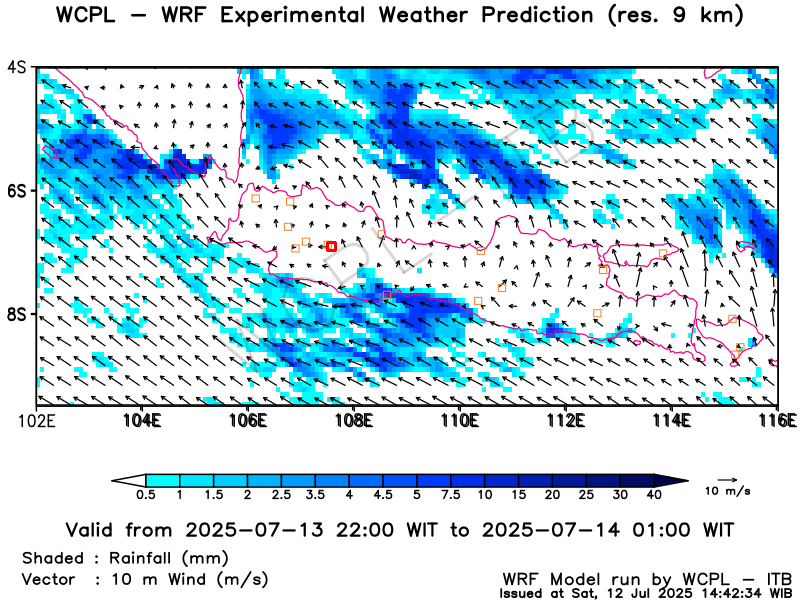 WCPL – WRF Experimental Weather Prediction (res. 9 km)
4S
6S
8S
102E 104E 106E 108E 110E 112E 114E 116E
0.5 1 1.5 2 2.5 3.5 4 4.5 5 7.5 10 15 20 25 30 40
10 m/s
Valid from 2025-07-13 22:00 WIT to 2025-07-14 01:00 WIT
Shaded : Rainfall (mm)
Vector : 10 m Wind (m/s)
WRF Model run by WCPL – ITB
Issued at Sat, 12 Jul 2025 14:42:34 WIB